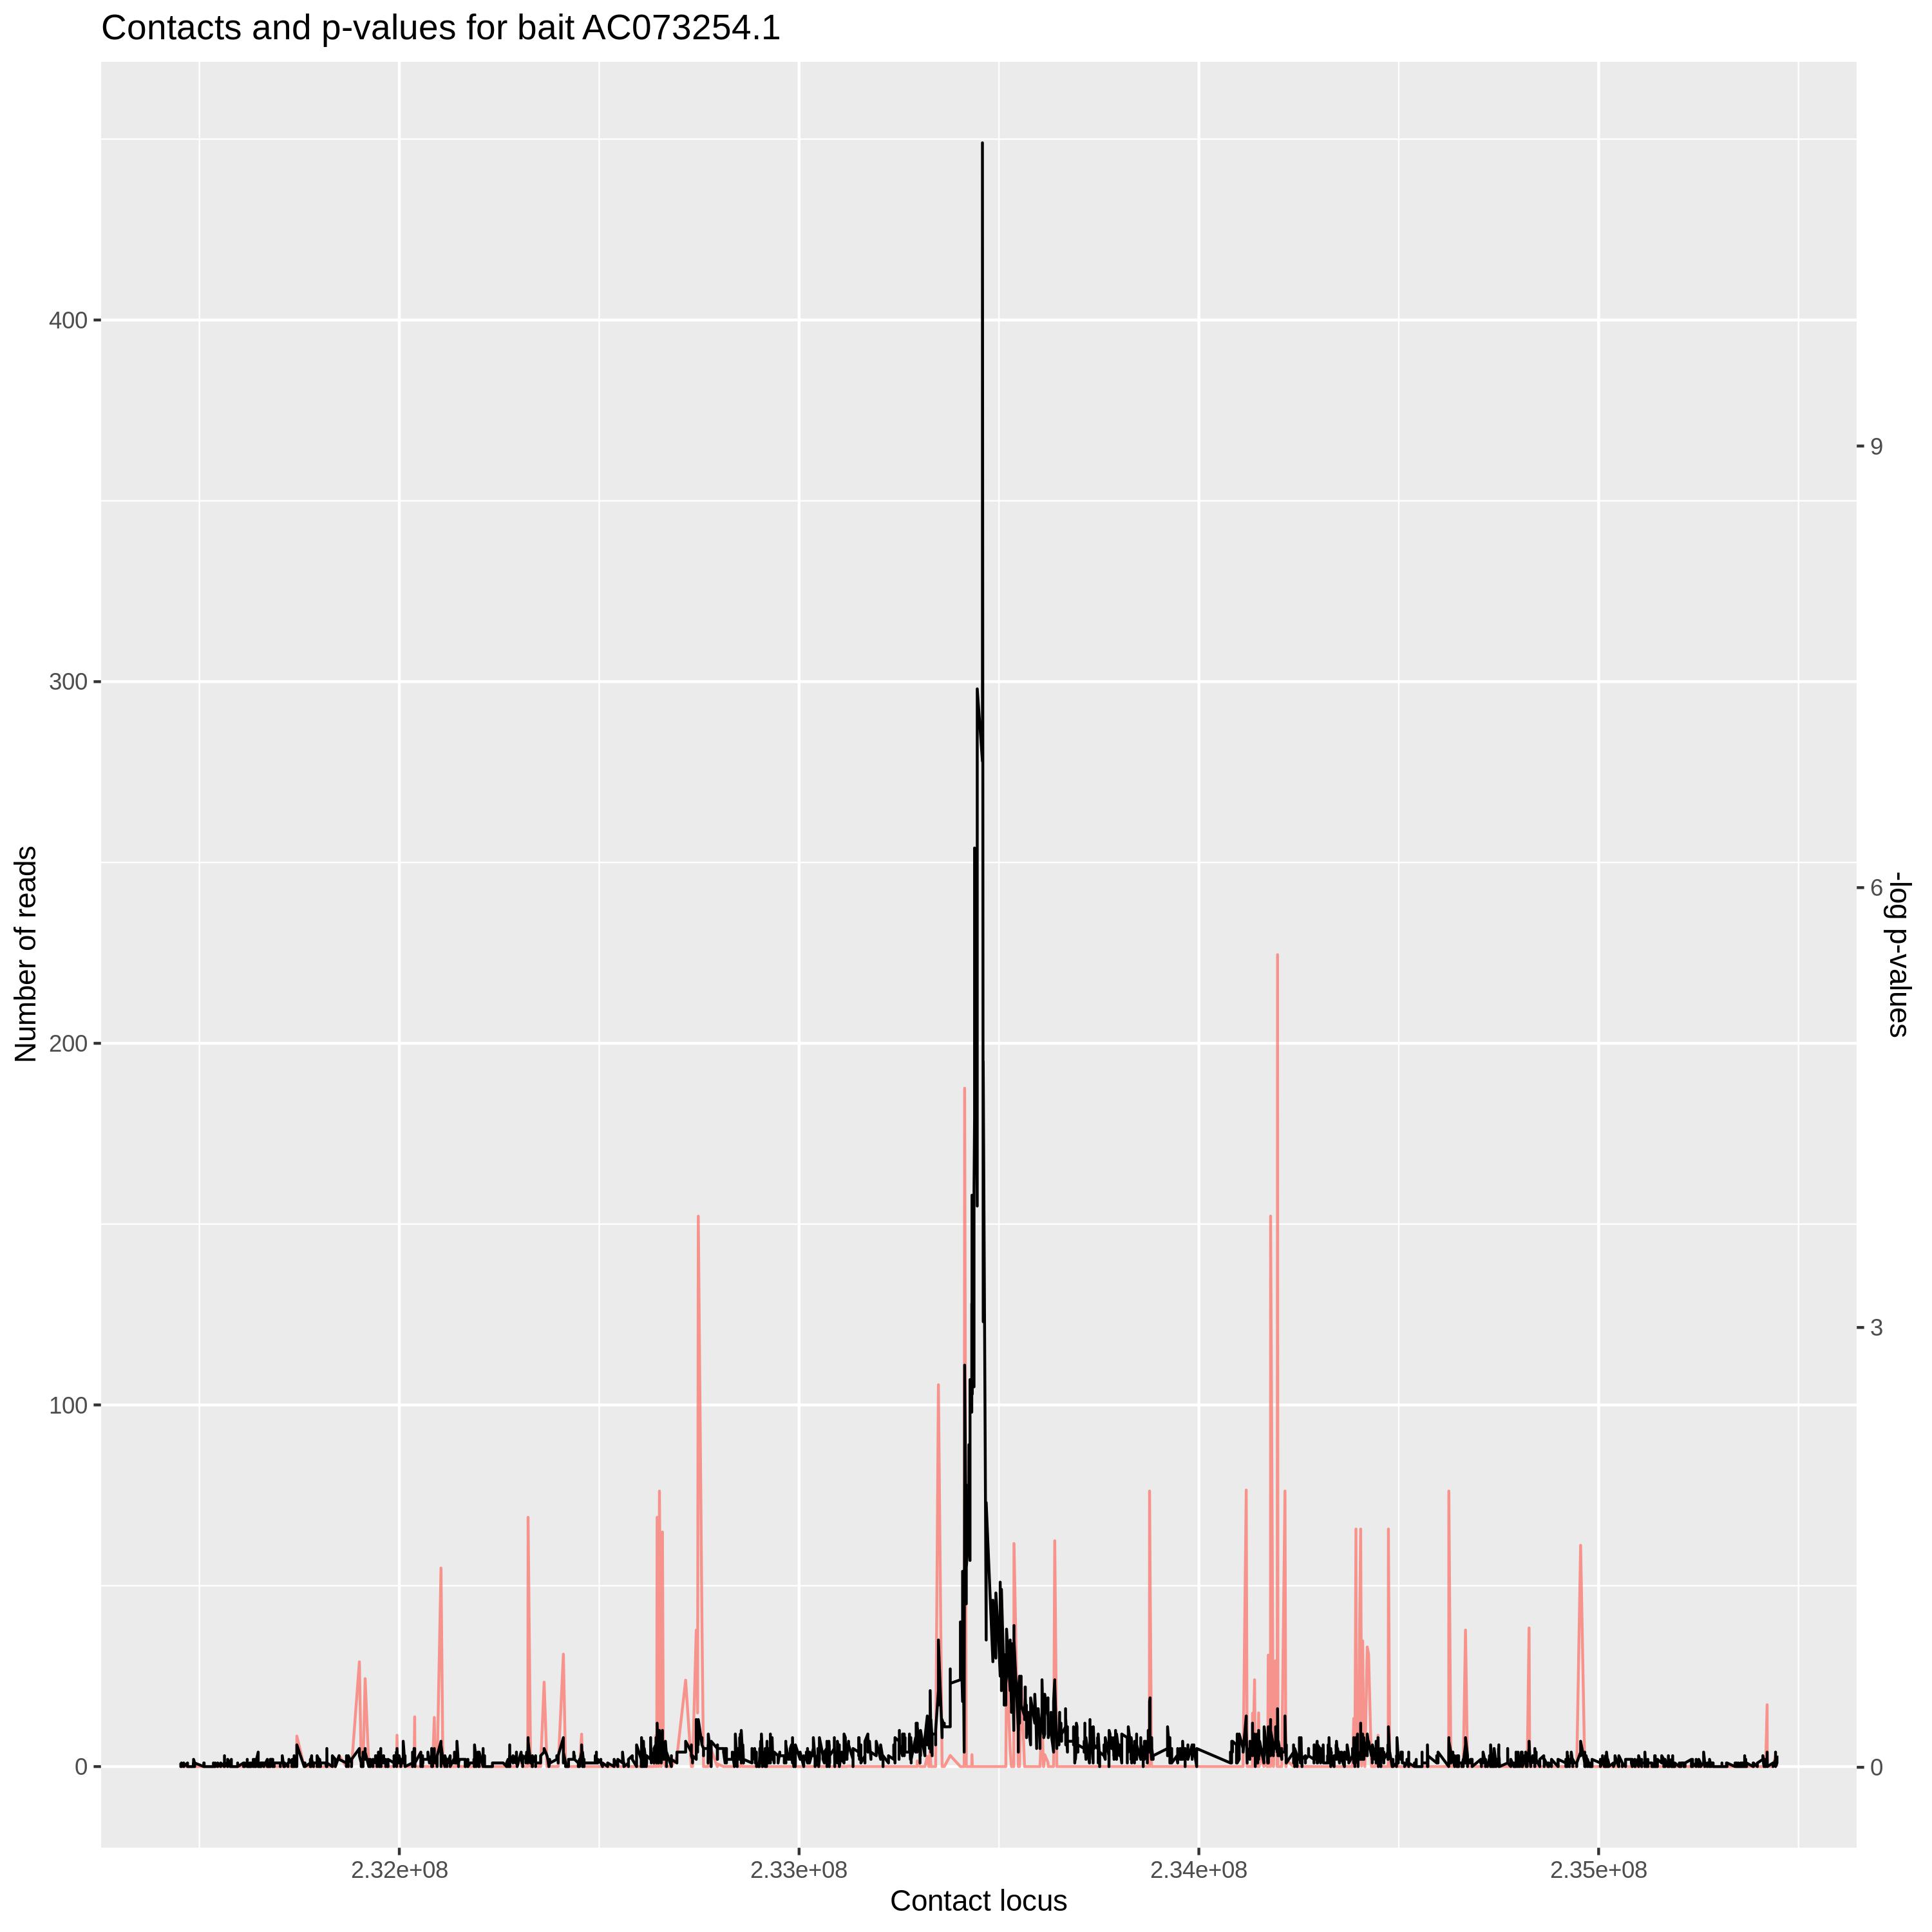 Contacts and p-values for bait AC073254.1
400
300
200
100
0
Number of reads
9
6
3
0
-log p-values
2.32e+08
2.33e+08
2.34e+08
2.35e+08
Contact locus